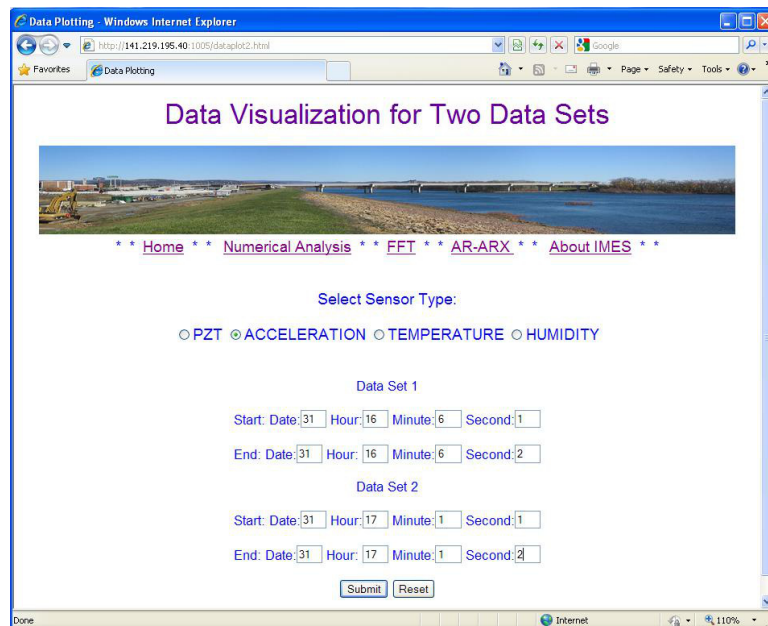 Data Plotting - Windows Internet Explorer
http://141.219.195.40:1005/dataplot2.html
Google
Favorites Data Plotting Page Safety Tools
Data Visualization for Two Data Sets
* * Home * * Numerical Analysis * * FFT * * AR-ARX * * About IMES * *
Select Sensor Type:
PZT ACCELERATION TEMPERATURE HUMIDITY
Data Set 1
Start: Date: 31 Hour: 16 Minute: 6 Second: 1
End: Date: 31 Hour: 16 Minute: 6 Second: 2
Data Set 2
Start: Date: 31 Hour: 17 Minute: 1 Second: 1
End: Date: 31 Hour: 17 Minute: 1 Second: 2
Submit Reset
Done Internet 110%